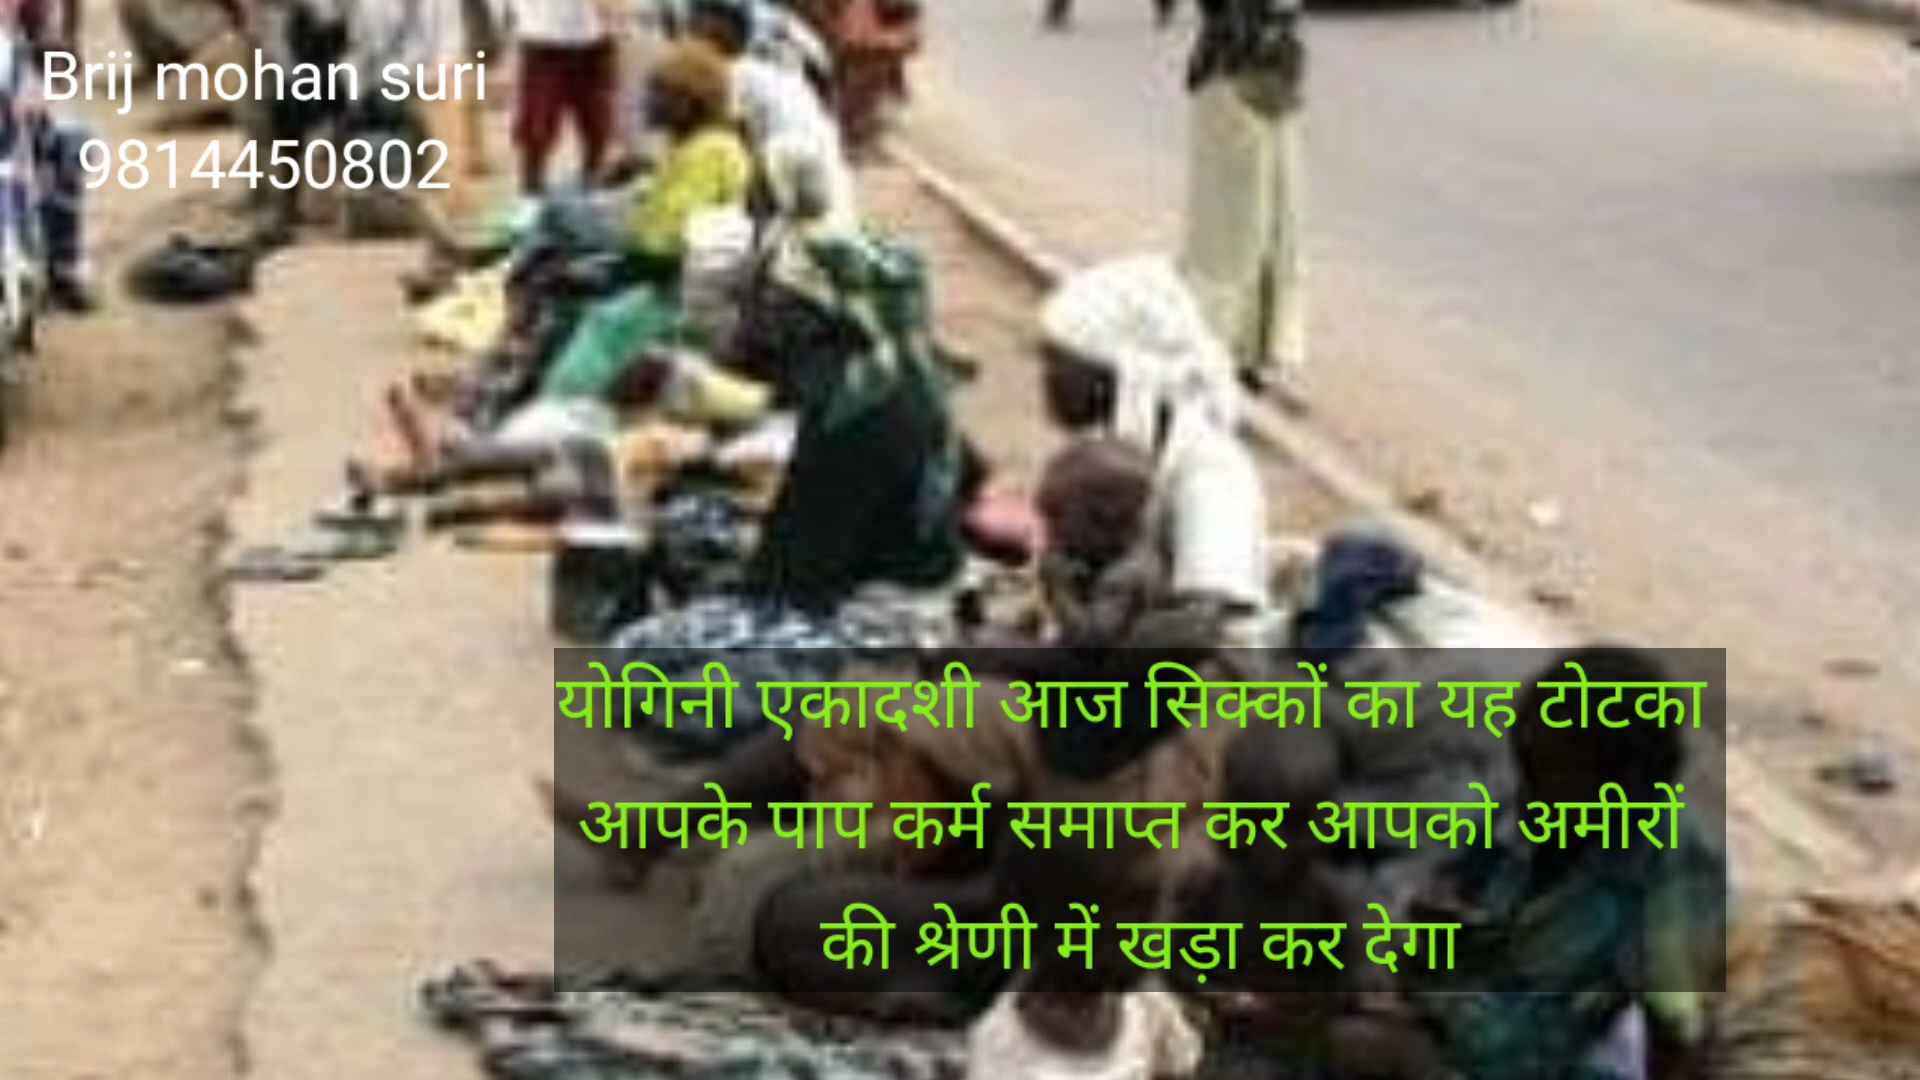 Brij mohan suri
9814450802
योगिनी एकादशी आज सिक्कों का यह टोटका
आपके पाप कर्म समाप्त कर आपको अमीरों
की श्रेणी में खड़ा कर देगा